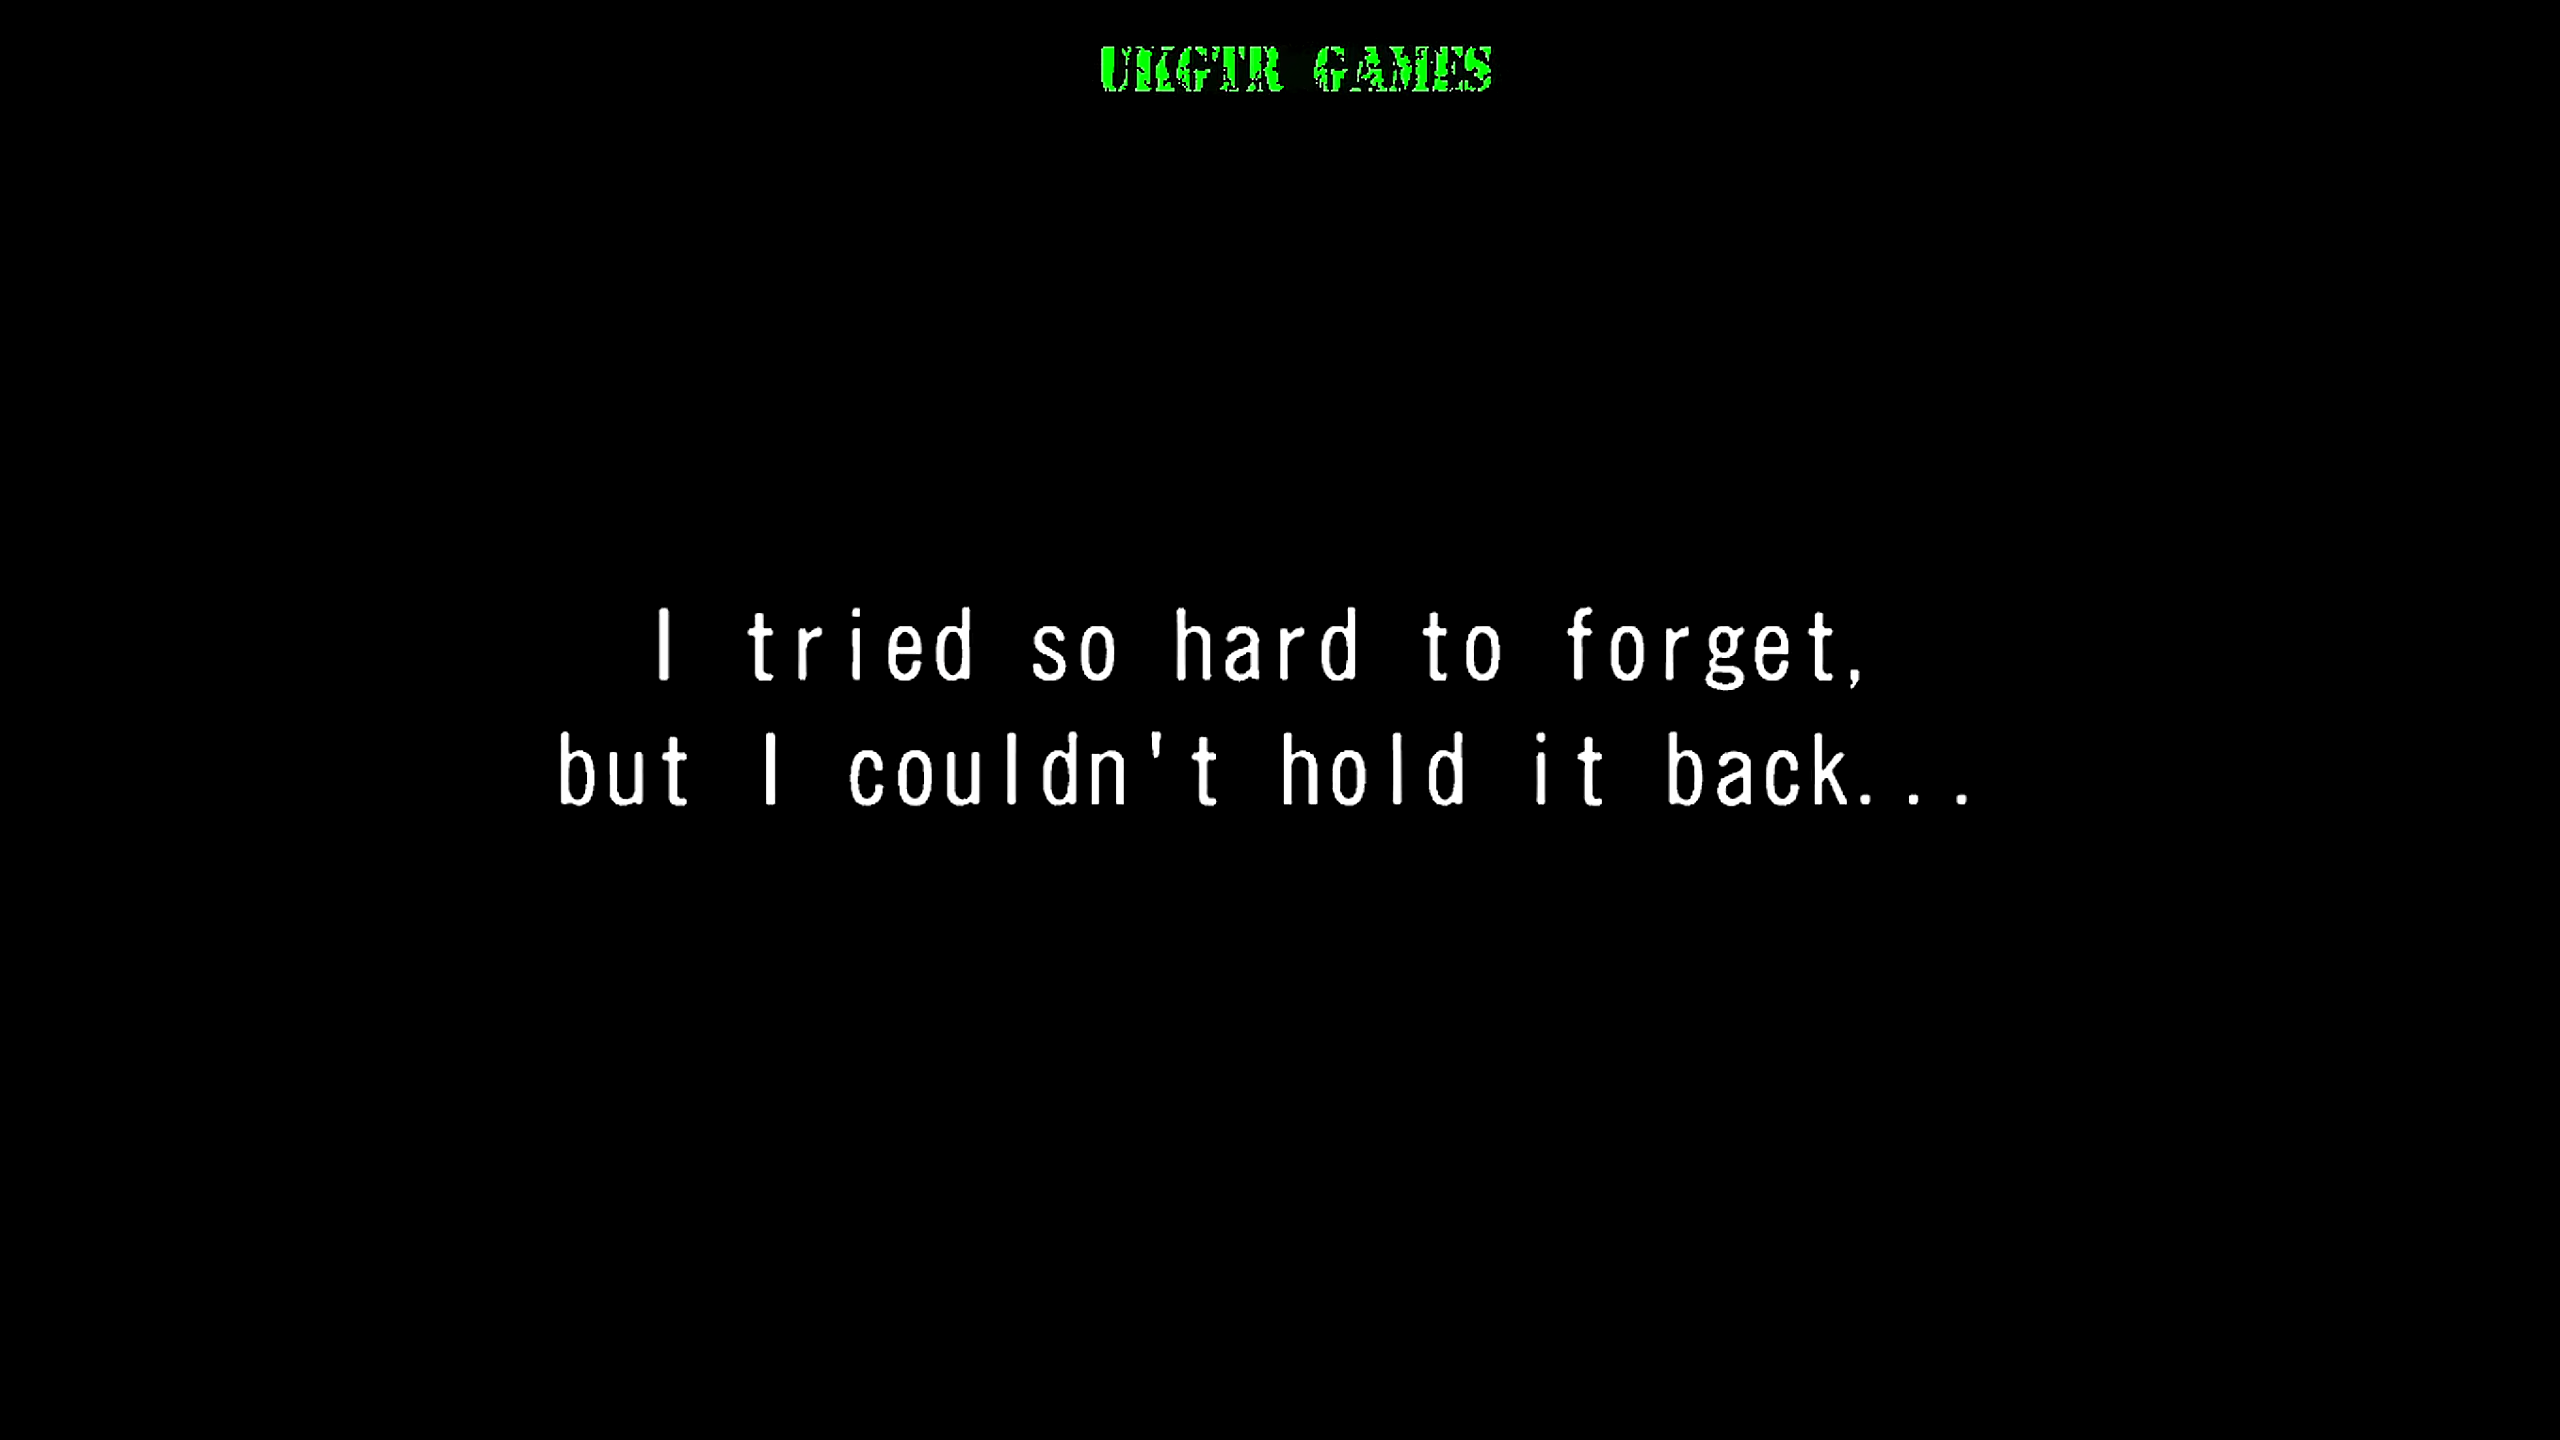 UKGTR GAMES
I tried so hard to forget,
but I couldn't hold it back...